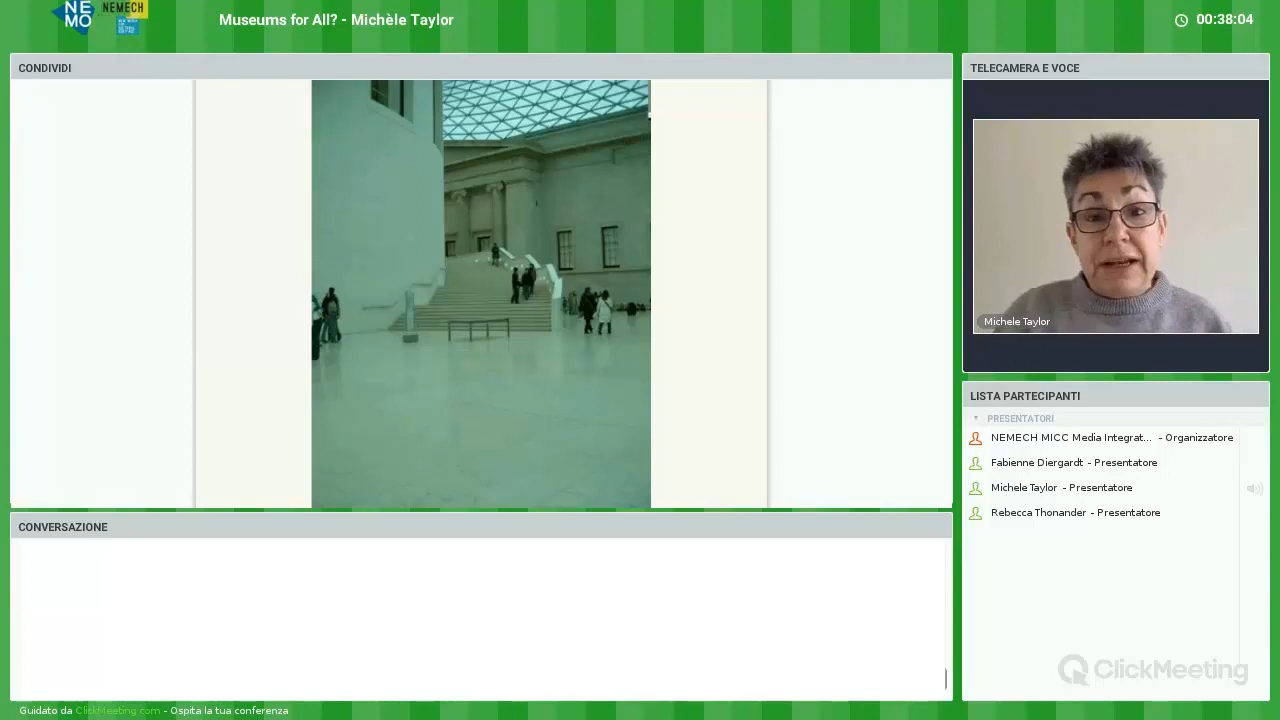 NE
MO
NEMECH
Museums for All? - Michèle Taylor
00:38:04
CONDIVIDI
TELECAMERA E VOCE
Michele Taylor
LISTA PARTECIPANTI
PRESENTATORI
NEMECH MICC Media Integrat... - Organizzatore
Fabienne Diergardt - Presentatore
Michele Taylor - Presentatore
Rebecca Thonander - Presentatore
CONVERSAZIONE
ClickMeeting
Guidato da ClickMeeting.com - Ospita la tua conferenza